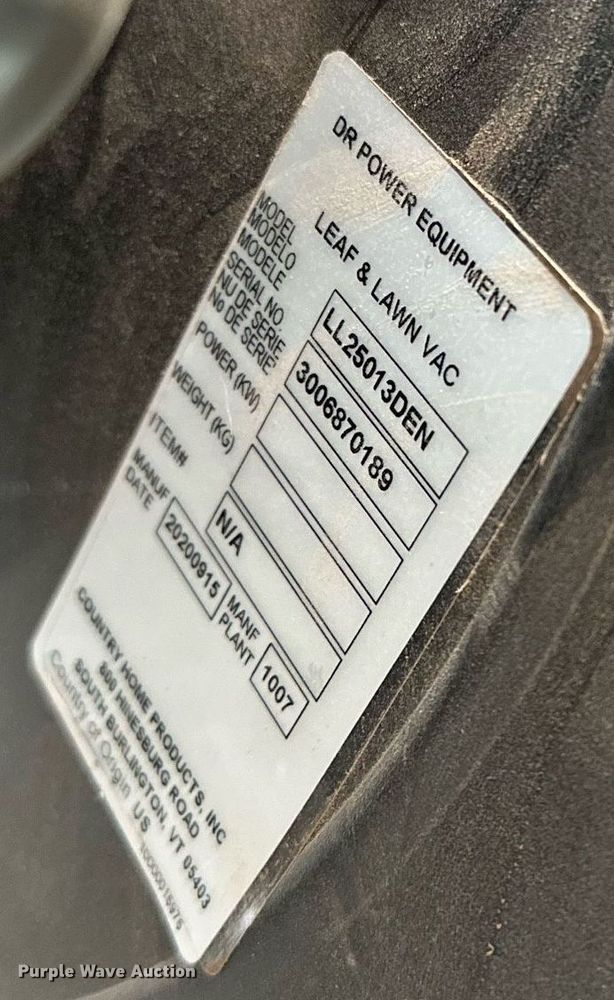 DR POWER EQUIPMENT
LEAF & LAWN VAC
MODEL
MODELO
MODELE
LL25013DEN
SERIAL NO.
NU DE SERIE
No DE SERIE
3006870189
POWER (KW)
WEIGHT (KG)
ITEM#
N/A
MANUF DATE
20200915
MANF PLANT
1007
COUNTRY HOME PRODUCTS, INC
800 HINESBURG ROAD
SOUTH BURLINGTON, VT 05403
Country of Origin US
Purple Wave Auction